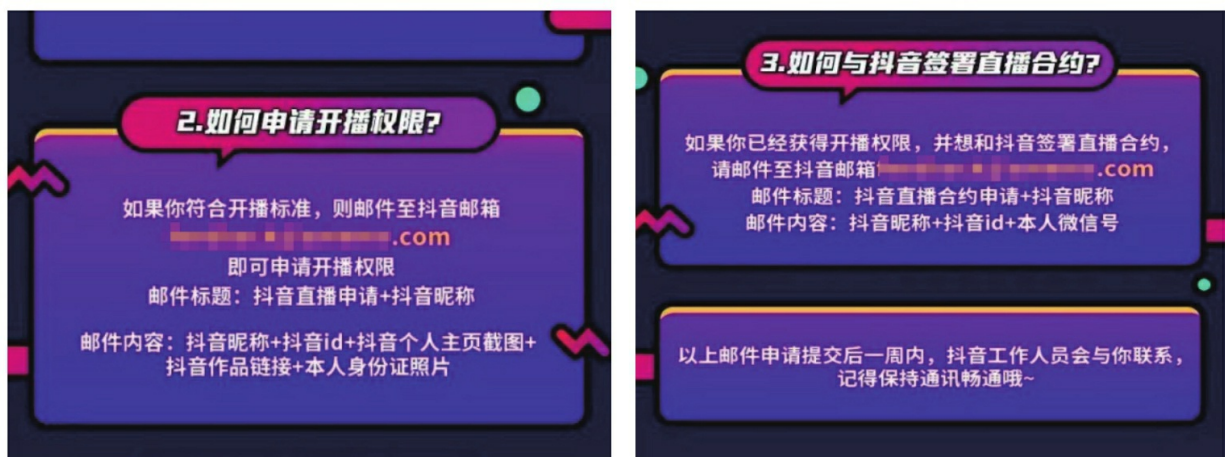 2.如何申请开播权限?
如果你符合开播标准，则邮件至抖音邮箱
.com
即可申请开播权限
邮件标题：抖音直播申请+抖音昵称
邮件内容：抖音昵称+抖音id+抖音个人主页截图+
抖音作品链接+本人身份证照片
3.如何与抖音签署直播合约?
如果你已经获得开播权限，并想和抖音签署直播合约，
请邮件至抖音邮箱 .com
邮件标题：抖音直播合约申请+抖音昵称
邮件内容：抖音昵称+抖音id+本人微信号
以上邮件申请提交后一周内，抖音工作人员会与你联系，
记得保持通讯畅通哦~